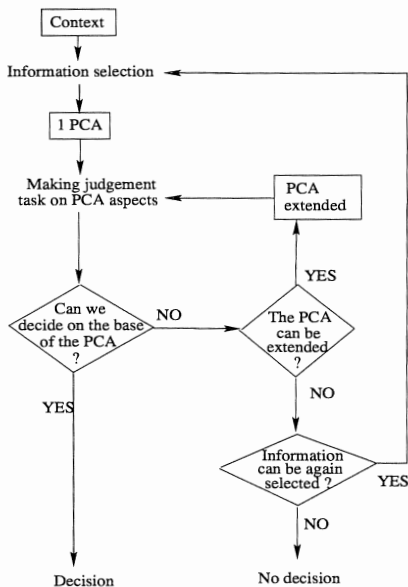 Context
Information selection
1 PCA
Making judgement
task on PCA aspects
PCA
extended
YES
Can we
decide on the base
of the PCA
?
NO
The PCA
can be
extended
?
YES
NO
Information
can be again
selected ?
YES
NO
Decision
No decision